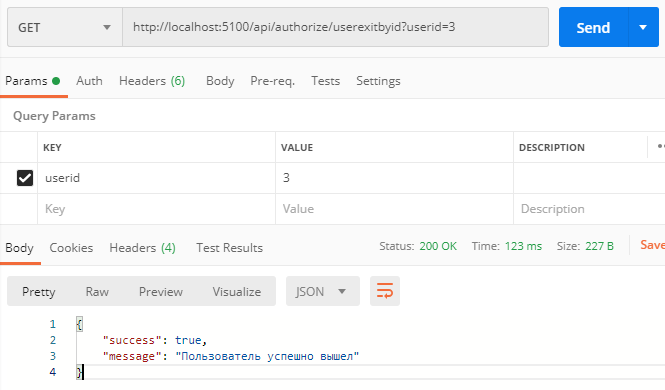 GET http://localhost:5100/api/authorize/userexitbyid?userid=3 Send
Params Auth Headers (6) Body Pre-req. Tests Settings
Query Params
KEY VALUE DESCRIPTION
userid 3
Key Value Description
Body Cookies Headers (4) Test Results Status: 200 OK Time: 123 ms Size: 227 B Save
Pretty Raw Preview Visualize JSON
1 {
2 "success": true,
3 "message": "Пользователь успешно вышел"
4 }